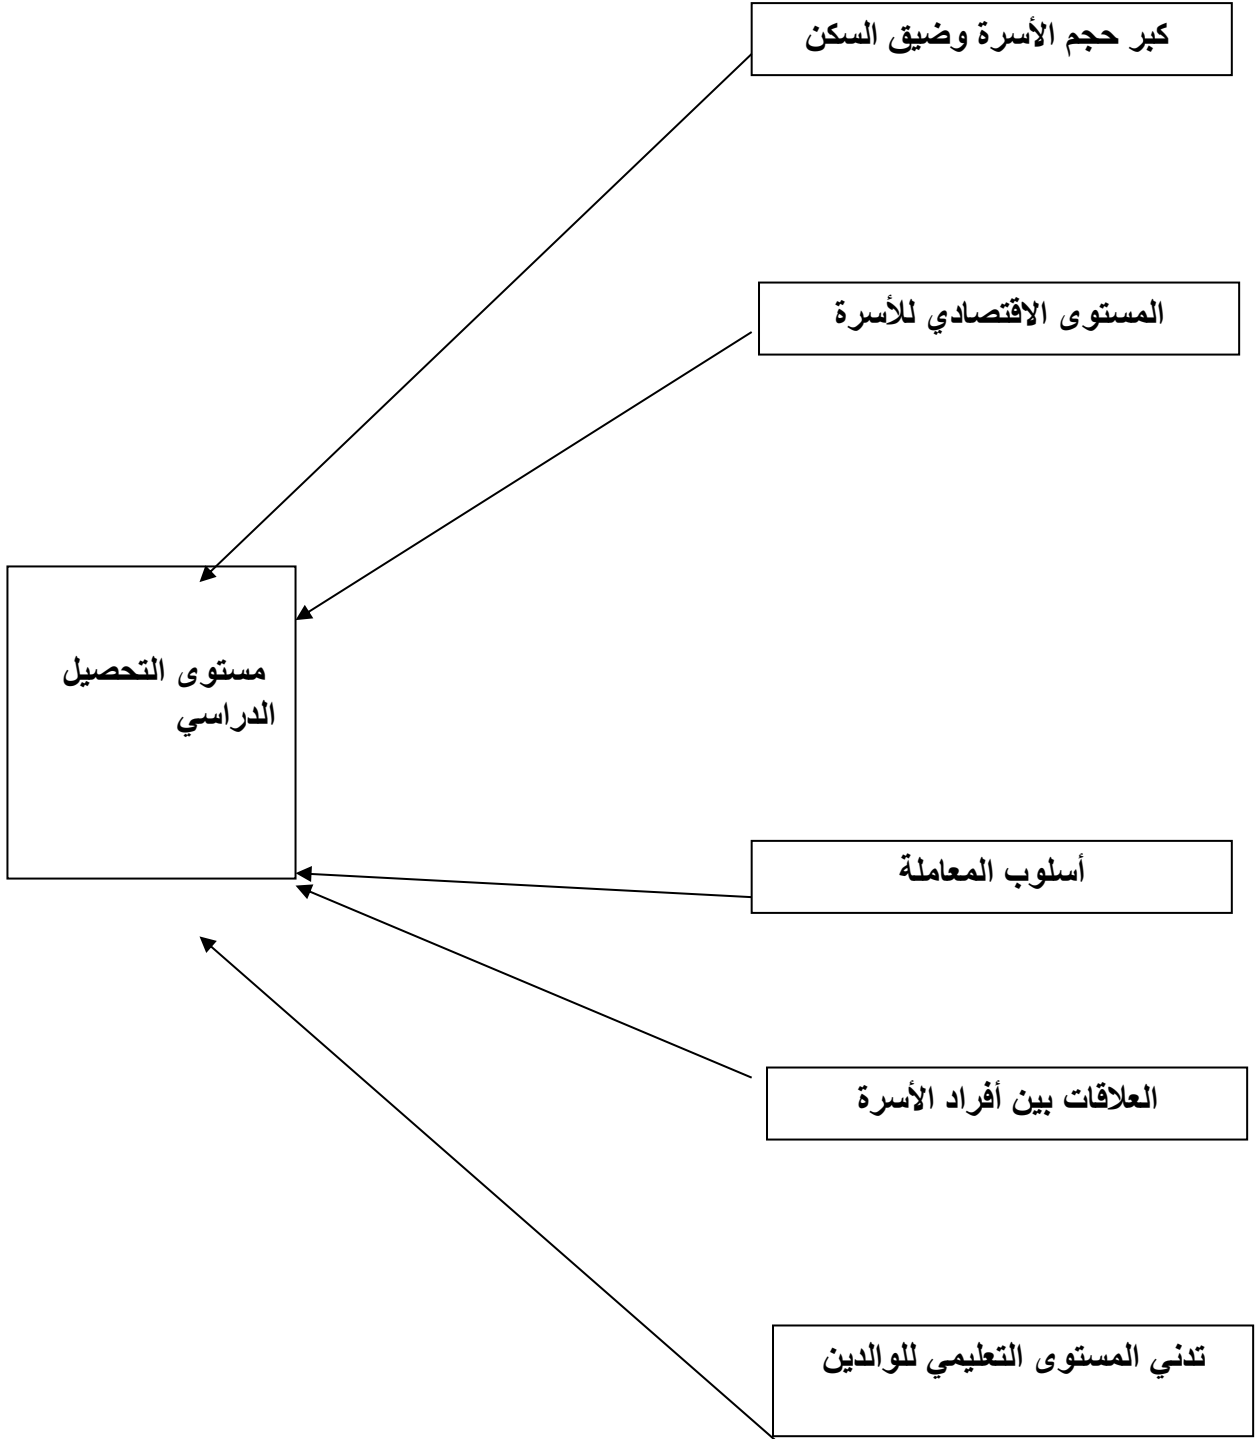 كبر حجم الأسرة وضيق السكن
المستوى الاقتصادي للأسرة
مستوى التحصيل
الدراسي
أسلوب المعاملة
العلاقات بين أفراد الأسرة
تدني المستوى التعليمي للوالدين